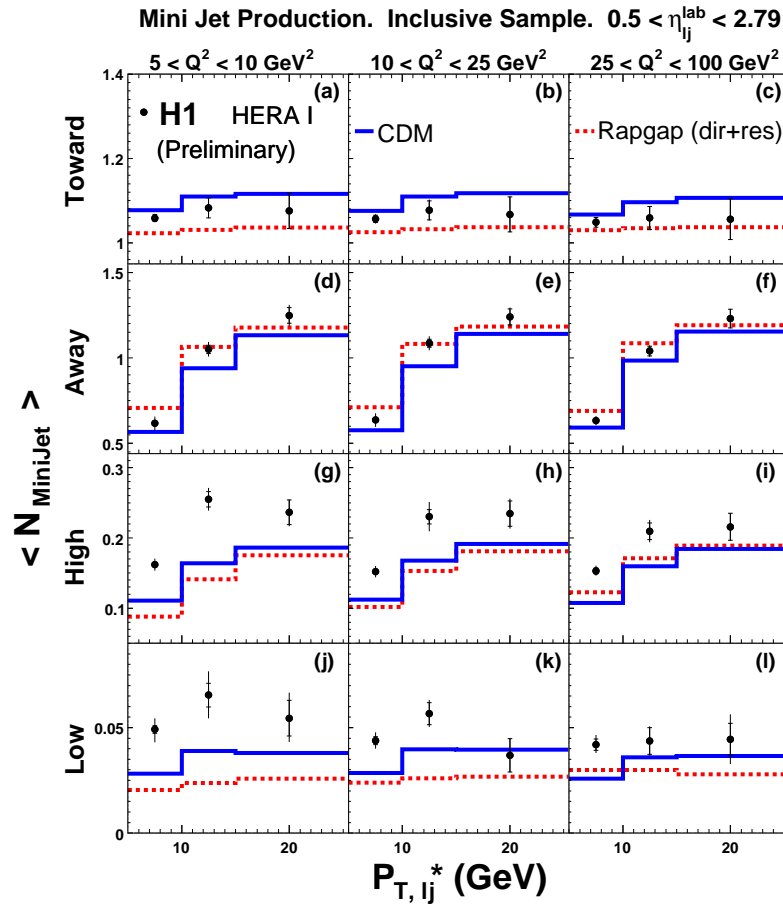 Mini Jet Production. Inclusive Sample. 0.5 < η_lj^lab < 2.79
5 < Q² < 10 GeV² 10 < Q² < 25 GeV² 25 < Q² < 100 GeV²
1.4 (a) (b) (c)
H1 HERA I CDM Rapgap (dir+res)
(Preliminary)
1.2
Toward
1
1.5 (d) (e) (f)
Away
1
0.5
< N_MiniJet >
0.3 (g) (h) (i)
0.2
High
0.1
(j) (k) (l)
0.05
Low
0
10 20 10 20 10 20
P_T, lj* (GeV)